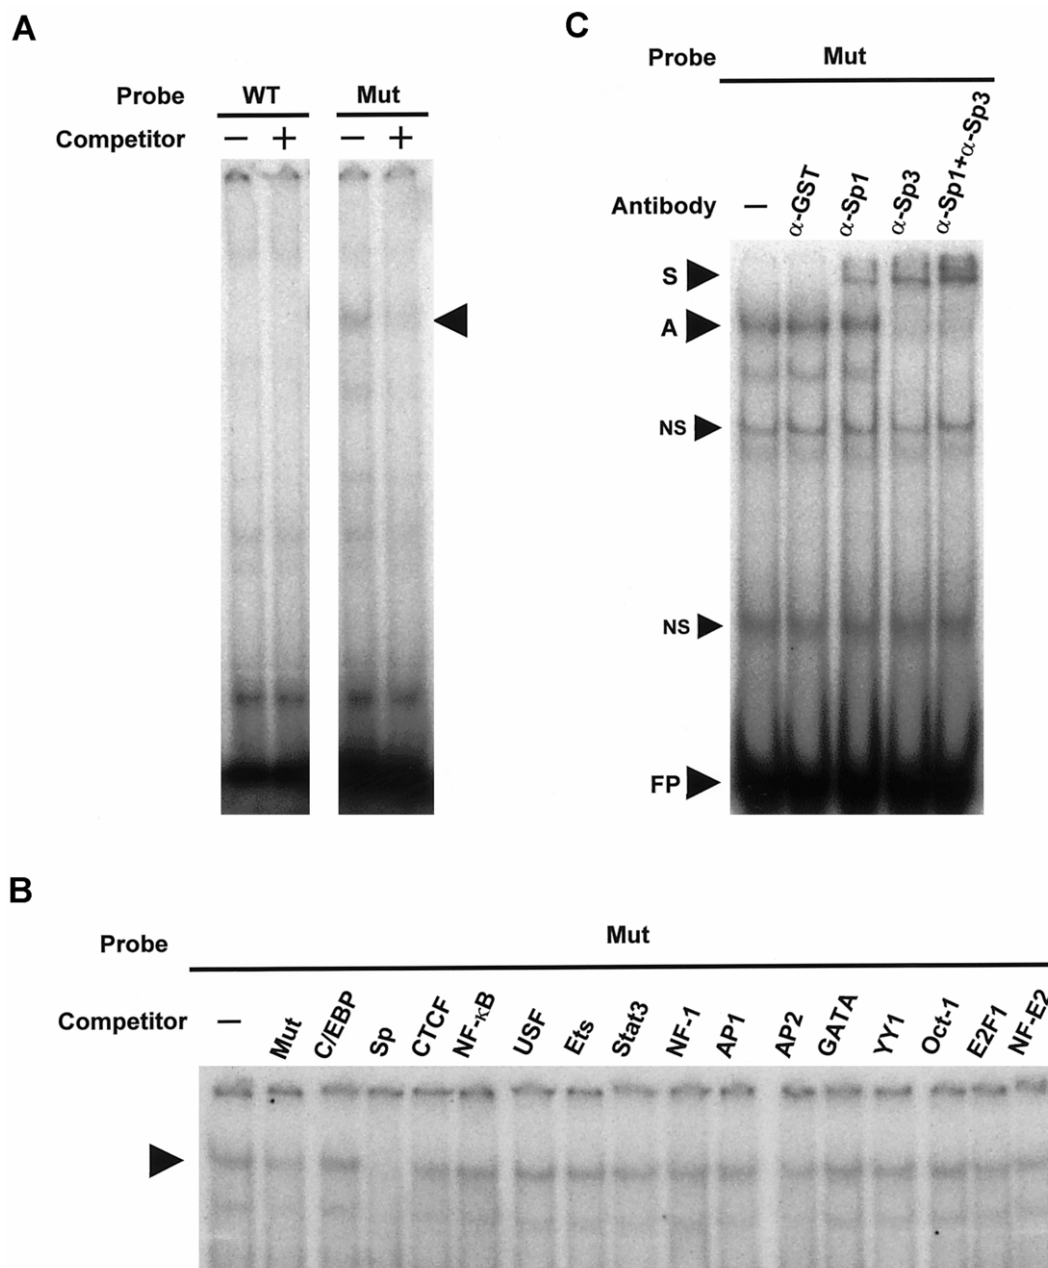 A
Probe WT Mut
Competitor − + − +
C
Probe Mut
Antibody − α-GST α-Sp1 α-Sp3 α-Sp1+α-Sp3
S
A
NS
NS
FP
B
Probe Mut
Competitor − Mut C/EBP Sp CTCF NF-κB USF Ets Stat3 NF-1 AP1 AP2 GATA YY1 Oct-1 E2F1 NF-E2